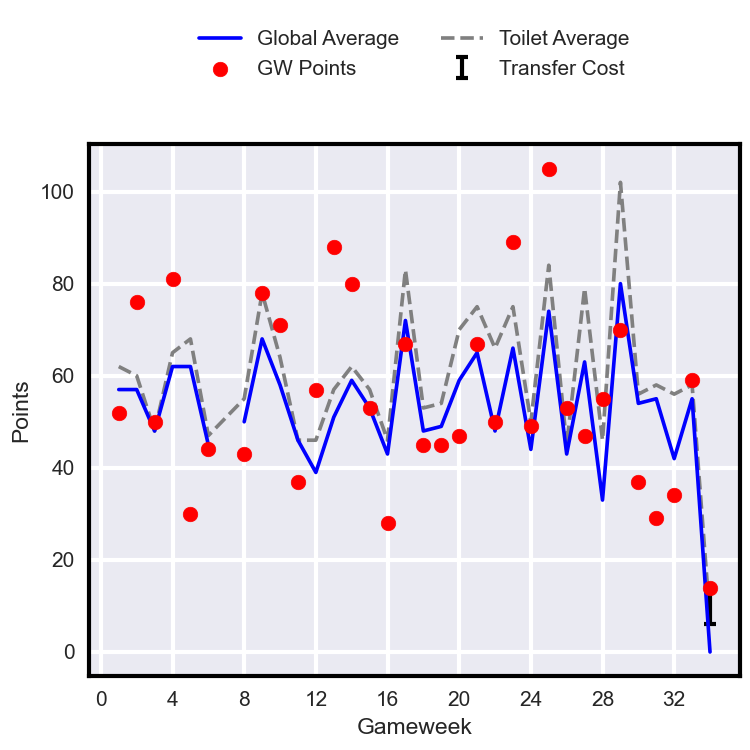 Global Average
Toilet Average
GW Points
Transfer Cost
100
80
60
40
20
0
Points
0 4 8 12 16 20 24 28 32
Gameweek